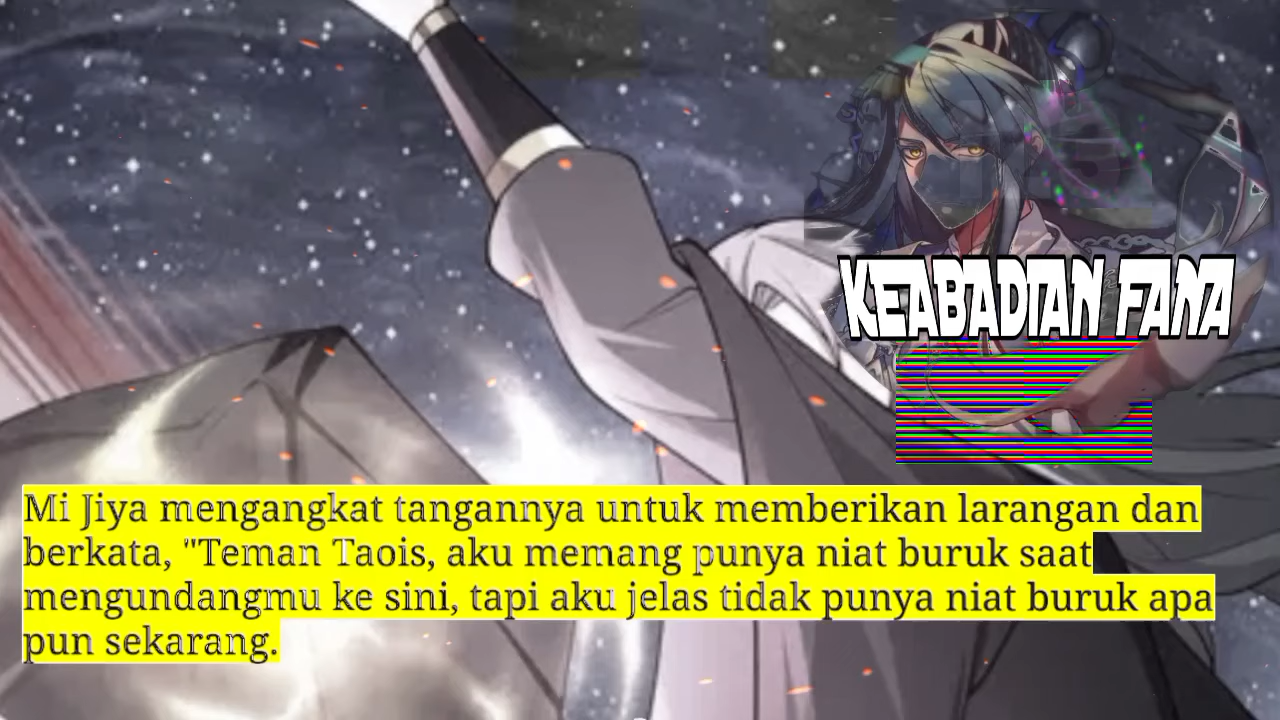 KEABADIAN FANA
Mi Jiya mengangkat tangannya untuk memberikan larangan dan
berkata, "Teman Taois, aku memang punya niat buruk saat
mengundangmu ke sini, tapi aku jelas tidak punya niat buruk apa
pun sekarang.